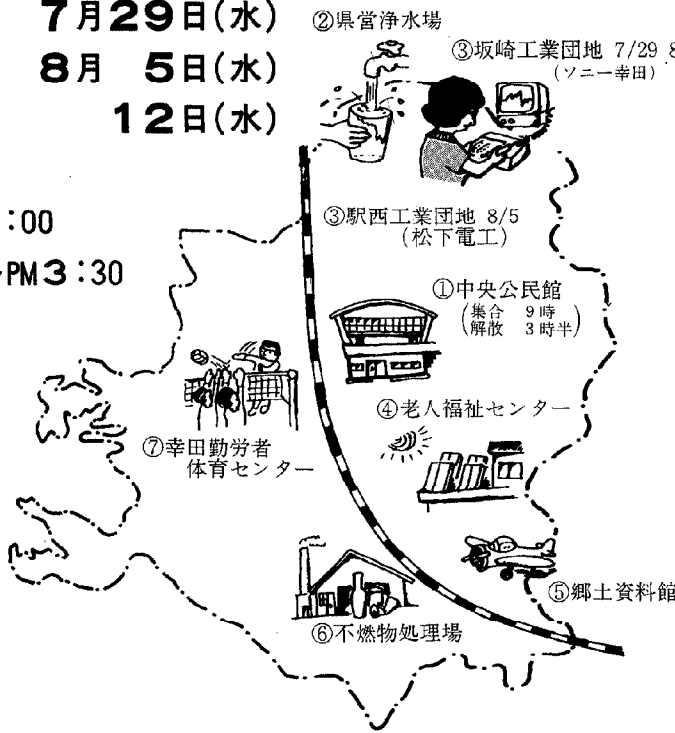 7月29日(水)
8月 5日(水)
12日(水)
:00
PM3:30
②県営浄水場
③坂崎工業団地 7/29 8
(ソニー幸田)
③駅西工業団地 8/5
(松下電工)
①中央公民館
(集合 9時
解散 3時半)
④老人福祉センター
⑦幸田勤労者
体育センター
⑤郷土資料館
⑥不燃物処理場